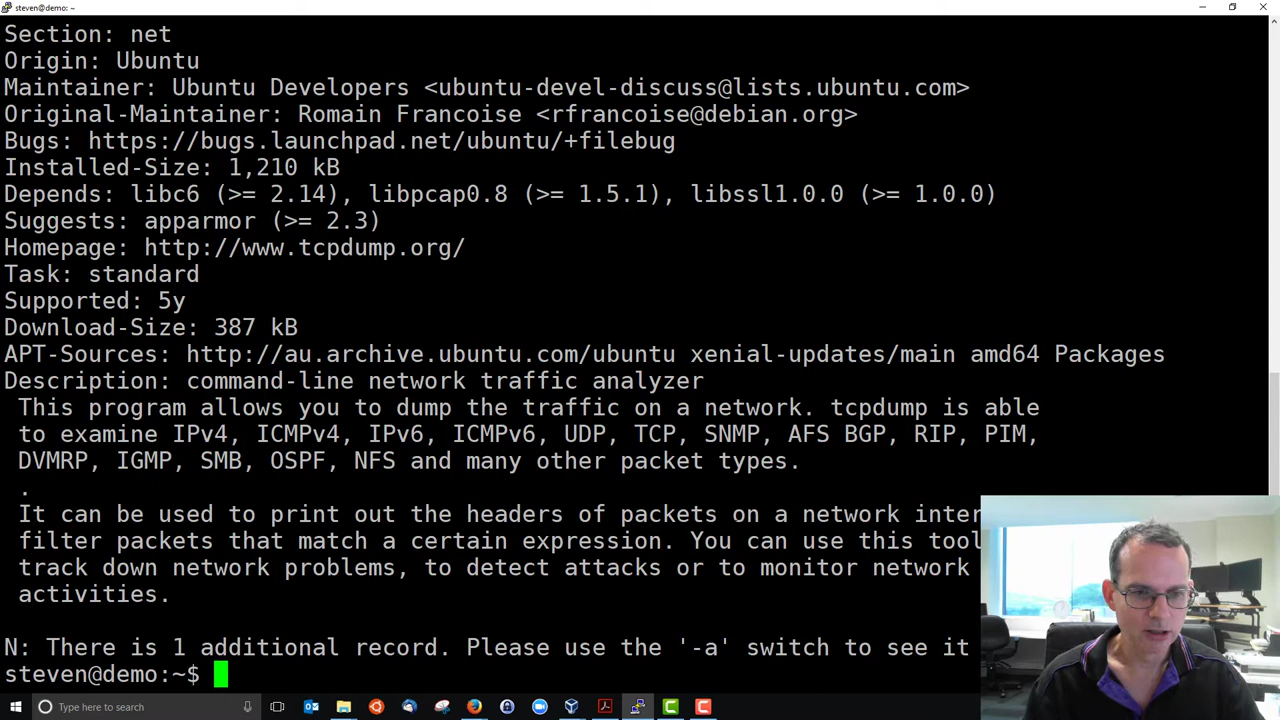 steven@demo: ~
Section: net
Origin: Ubuntu
Maintainer: Ubuntu Developers <ubuntu-devel-discuss@lists.ubuntu.com>
Original-Maintainer: Romain Francoise <rfrancoise@debian.org>
Bugs: https://bugs.launchpad.net/ubuntu/+filebug
Installed-Size: 1,210 kB
Depends: libc6 (>= 2.14), libpcap0.8 (>= 1.5.1), libssl1.0.0 (>= 1.0.0)
Suggests: apparmor (>= 2.3)
Homepage: http://www.tcpdump.org/
Task: standard
Supported: 5y
Download-Size: 387 kB
APT-Sources: http://au.archive.ubuntu.com/ubuntu xenial-updates/main amd64 Packages
Description: command-line network traffic analyzer
This program allows you to dump the traffic on a network. tcpdump is able
to examine IPv4, ICMPv4, IPv6, ICMPv6, UDP, TCP, SNMP, AFS BGP, RIP, PIM,
DVMRP, IGMP, SMB, OSPF, NFS and many other packet types.
.
It can be used to print out the headers of packets on a network inter
filter packets that match a certain expression. You can use this tool
track down network problems, to detect attacks or to monitor network
activities.
N: There is 1 additional record. Please use the '-a' switch to see it
steven@demo:~$
Type here to search